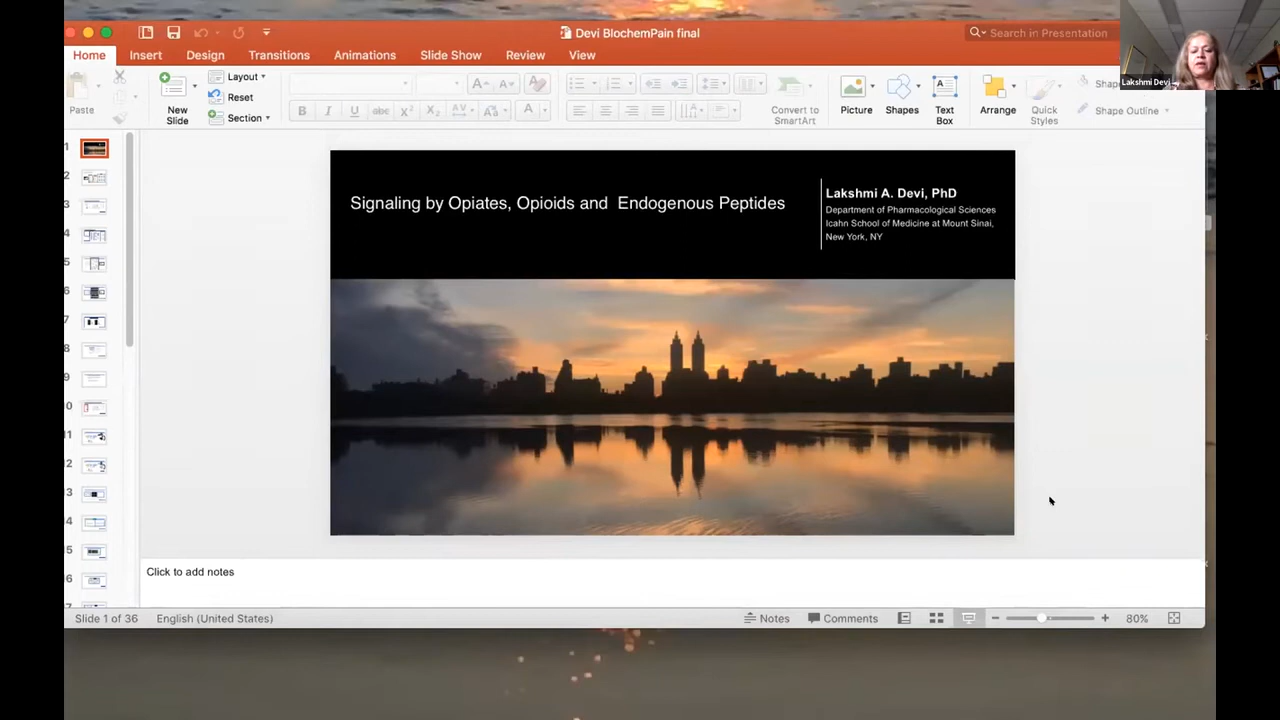 Devi BlochemPain final
Search in Presentation
Lakshmi Devi
Home Insert Design Transitions Animations Slide Show Review View
Paste
New Slide
Layout
Reset
Section
Convert to SmartArt
Picture
Shapes
Text Box
Arrange
Quick Styles
Shape Outline
Signaling by Opiates, Opioids and Endogenous Peptides
Lakshmi A. Devi, PhD
Department of Pharmacological Sciences
Icahn School of Medicine at Mount Sinai,
New York, NY
Click to add notes
Slide 1 of 36 English (United States) Notes Comments 80%